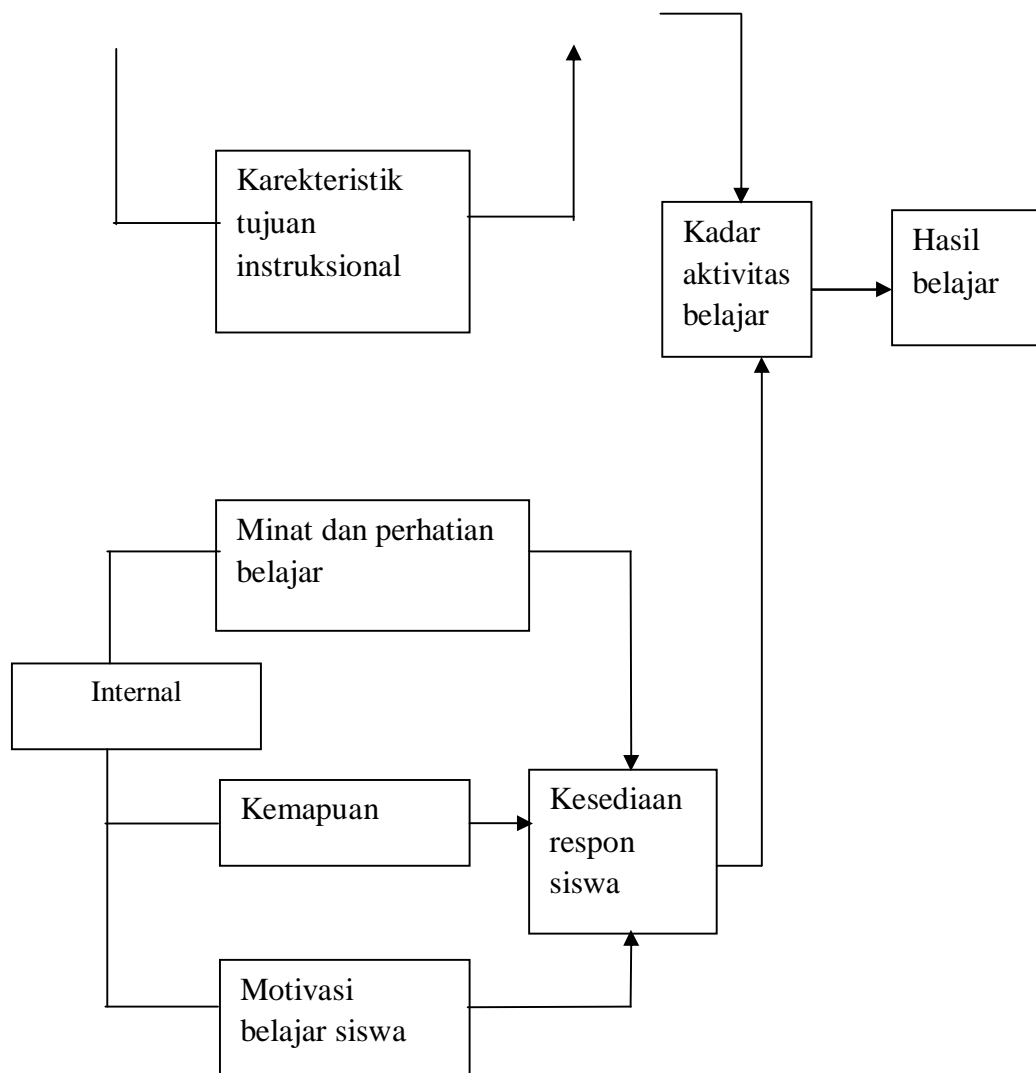 Karekteristik
tujuan
instruksional
Kadar
aktivitas
belajar
Hasil
belajar
Minat dan perhatian
belajar
Internal
Kemapuan
Kesediaan
respon
siswa
Motivasi
belajar siswa